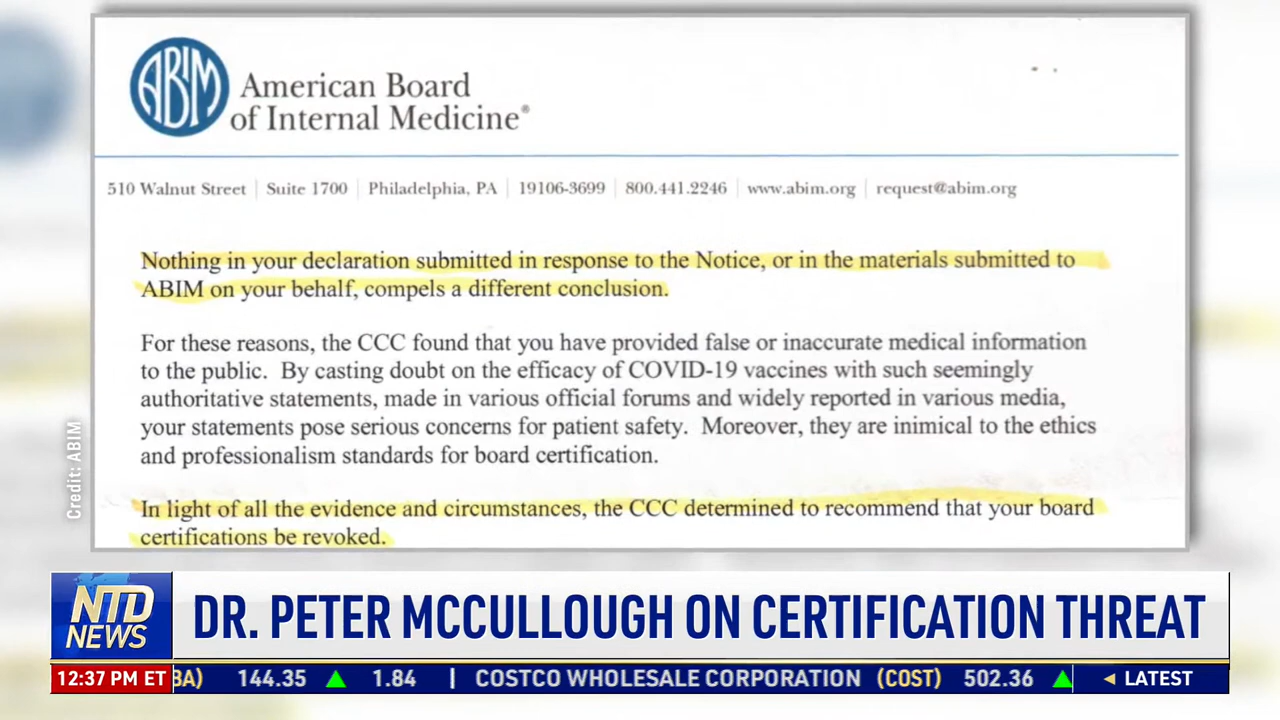 ABIM
American Board
of Internal Medicine®
510 Walnut Street | Suite 1700 | Philadelphia, PA | 19106-3699 | 800.441.2246 | www.abim.org | request@abim.org
Nothing in your declaration submitted in response to the Notice, or in the materials submitted to
ABIM on your behalf, compels a different conclusion.
For these reasons, the CCC found that you have provided false or inaccurate medical information
to the public. By casting doubt on the efficacy of COVID-19 vaccines with such seemingly
authoritative statements, made in various official forums and widely reported in various media,
your statements pose serious concerns for patient safety. Moreover, they are inimical to the ethics
and professionalism standards for board certification.
In light of all the evidence and circumstances, the CCC determined to recommend that your board
certifications be revoked.
Credit: ABIM
NTD
NEWS
DR. PETER MCCULLOUGH ON CERTIFICATION THREAT
12:37 PM ET BA) 144.35 ▲ 1.84 | COSTCO WHOLESALE CORPORATION (COST) 502.36 ▲ ◄ LATEST